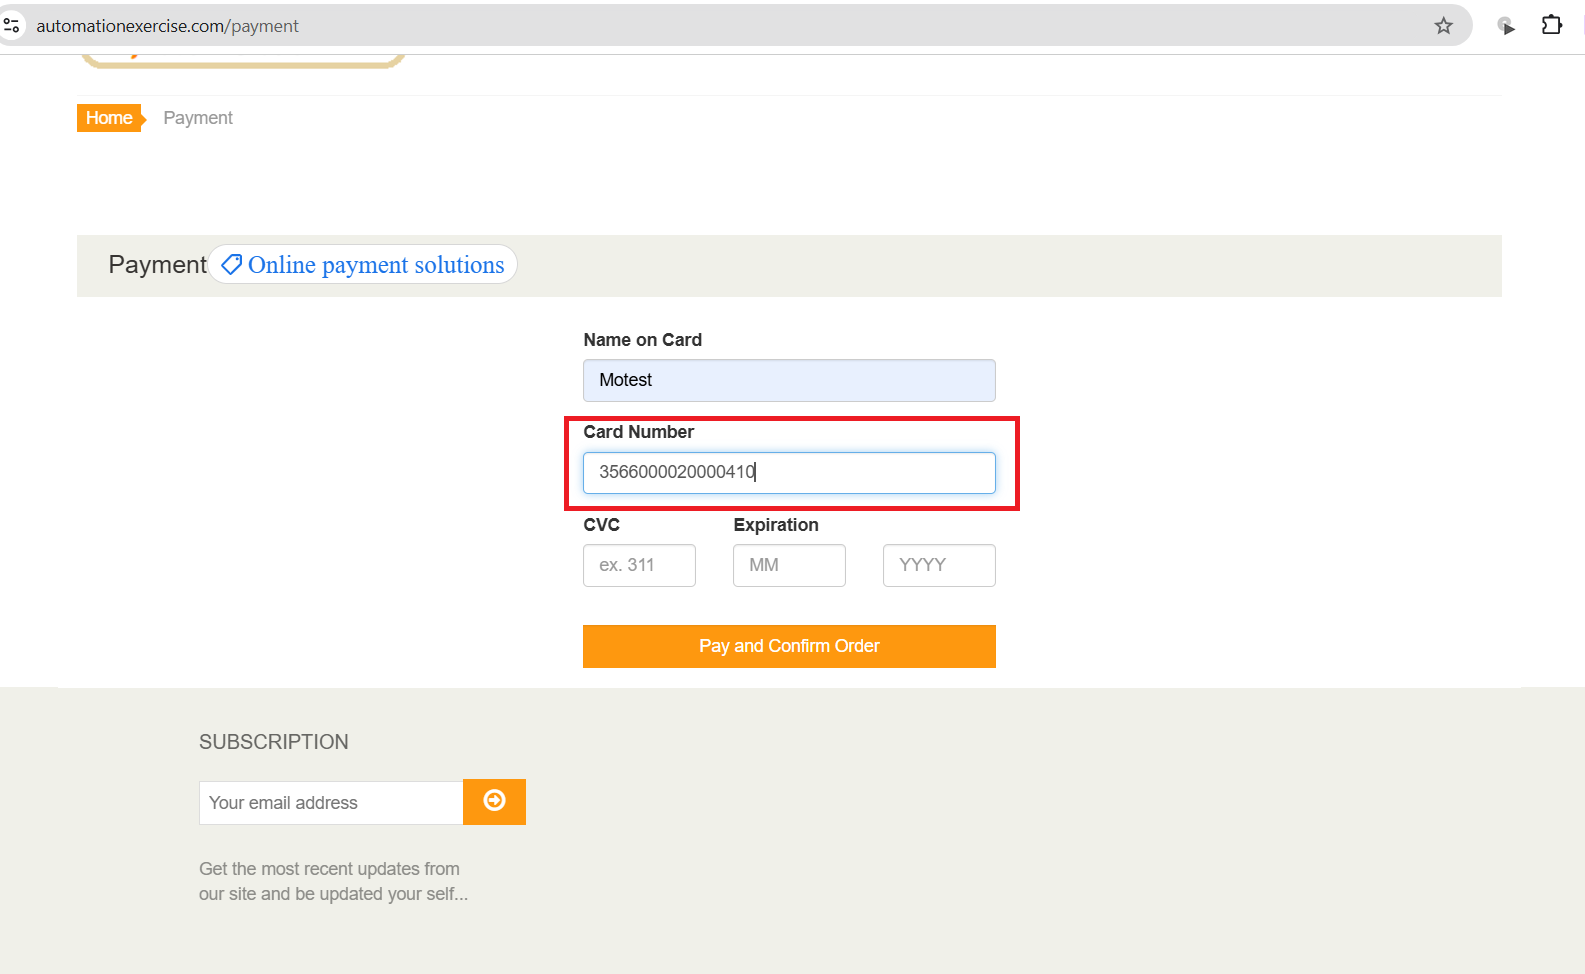 automationexercise.com/payment
Home Payment
Payment Online payment solutions
Name on Card
Motest
Card Number
3566000020000410
CVC Expiration
ex. 311 MM YYYY
Pay and Confirm Order
SUBSCRIPTION
Your email address
Get the most recent updates from
our site and be updated your self...